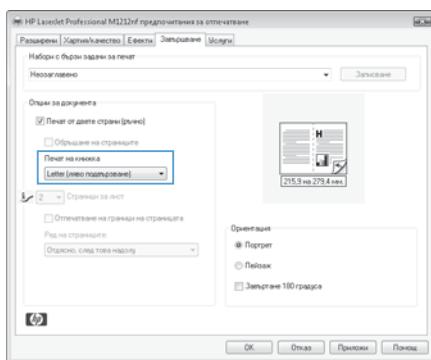 HP LaserJet Professional M1212nf предпочитания за отпечатване
Разширени Хартия/качество Ефекти Завършване Услуги
Набори с бързи задачи за печат
Неозаглавено
Записване
Опции за документа
Печат от двете страни (ръчно)
Обръщане на страниците
Печат на книжка
Letter (ляво подвързване)
2 Страници за лист
Отпечатване на граници на страницата
Ред на страниците:
Отдясно, след това надолу
H
215,9 на 279,4 мм.
Ориентация
Портрет
Пейзаж
Завъртане 180 градуса
hp
OK Отказ Приложи Помощ